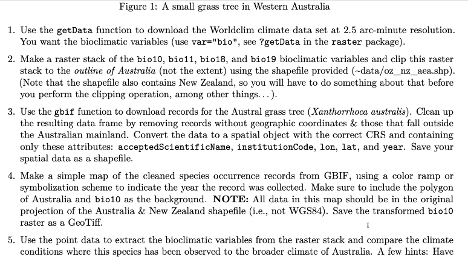 Figure 1: A small grass tree in Western Australia
1. Use the getData function to download the Worldclim climate data set at 2.5 arc-minute resolution.
You want the bioclimatic variables (use var="bio", see ?getData in the raster package).
2. Make a raster stack of the bio10, bio11, bio18, and bio19 bioclimatic variables and clip this raster
stack to the outline of Australia (not the extent) using the shapefile provided (~data/oz_nz_aea.shp).
(Note that the shapefile also contains New Zealand, so you will have to do something about that before
you perform the clipping operation, among other things...).
3. Use the gbif function to download records for the Austral grass tree (Xanthorrhoea australis). Clean up
the resulting data frame by removing records without geographic coordinates & those that fall outside
the Australian mainland. Convert the data to a spatial object with the correct CRS and containing
only these attributes: acceptedScientificName, institutionCode, lon, lat, and year. Save your
spatial data as a shapefile.
4. Make a simple map of the cleaned species occurrence records from GBIF, using a color ramp or
symbolization scheme to indicate the year the record was collected. Make sure to include the polygon
of Australia and bio10 as the background. NOTE: All data in this map should be in the original
projection of the Australia & New Zealand shapefile (i.e., not WGS84). Save the transformed bio10
raster as a GeoTiff.
5. Use the point data to extract the bioclimatic variables from the raster stack and compare the climate
conditions where this species has been observed to the broader climate of Australia. A few hints: Have